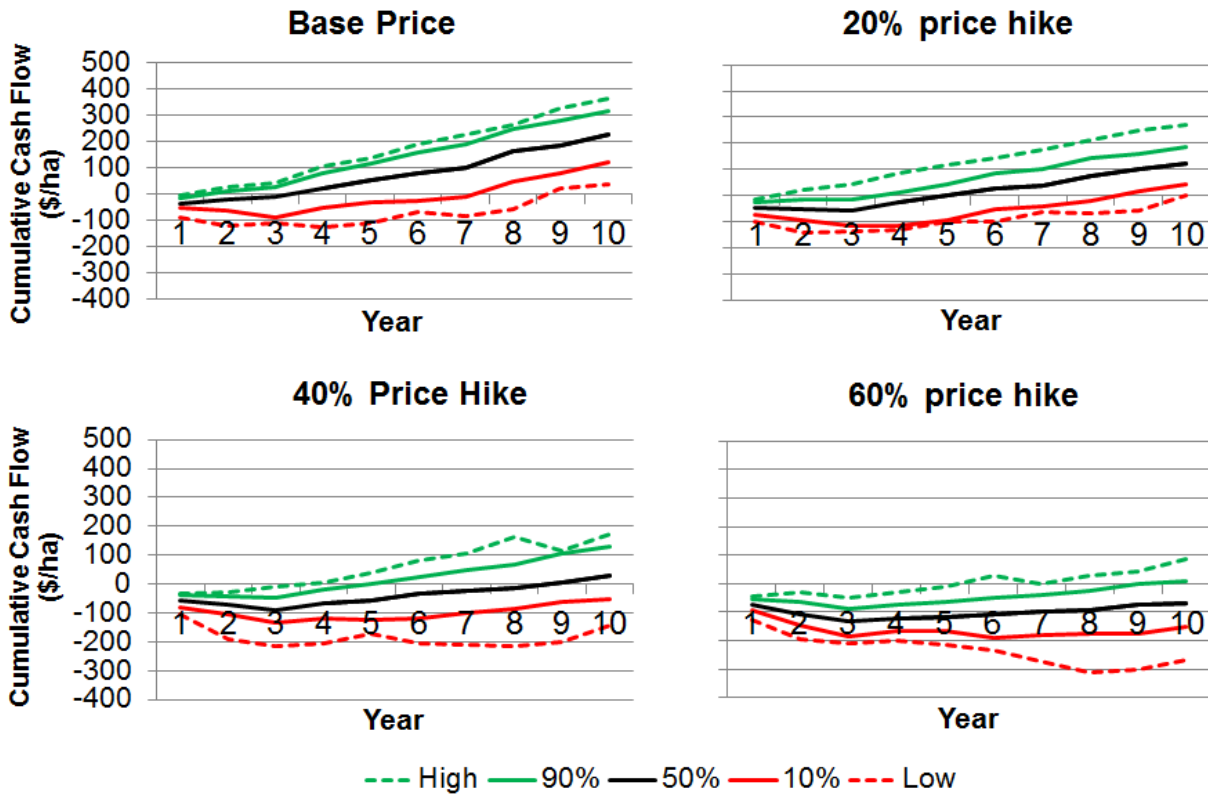 Base Price
20% price hike
Cumulative Cash Flow
($/ha)
500
400
300
200
100
0
-100
-200
-300
-400
1 2 3 4 5 6 7 8 9 10
1 2 3 4 5 6 7 8 9 10
Year
Year
40% Price Hike
60% price hike
Cumulative Cash Flow
($/ha)
500
400
300
200
100
0
-100
-200
-300
-400
1 2 3 4 5 6 7 8 9 10
1 2 3 4 5 6 7 8 9 10
Year
Year
High 90% 50% 10% Low